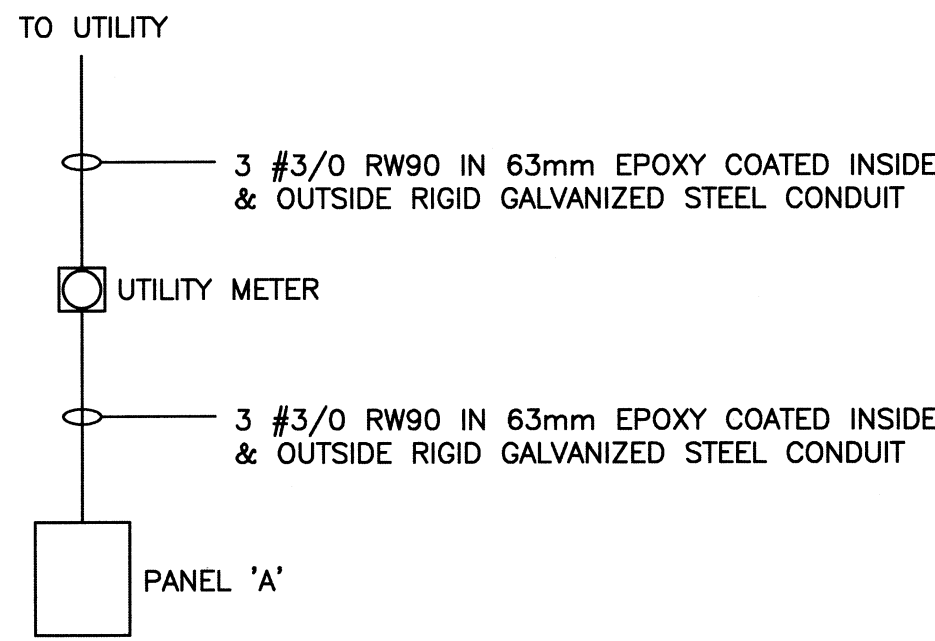 TO UTILITY
3 #3/0 RW90 IN 63mm EPOXY COATED INSIDE
& OUTSIDE RIGID GALVANIZED STEEL CONDUIT
UTILITY METER
3 #3/0 RW90 IN 63mm EPOXY COATED INSIDE
& OUTSIDE RIGID GALVANIZED STEEL CONDUIT
PANEL 'A'